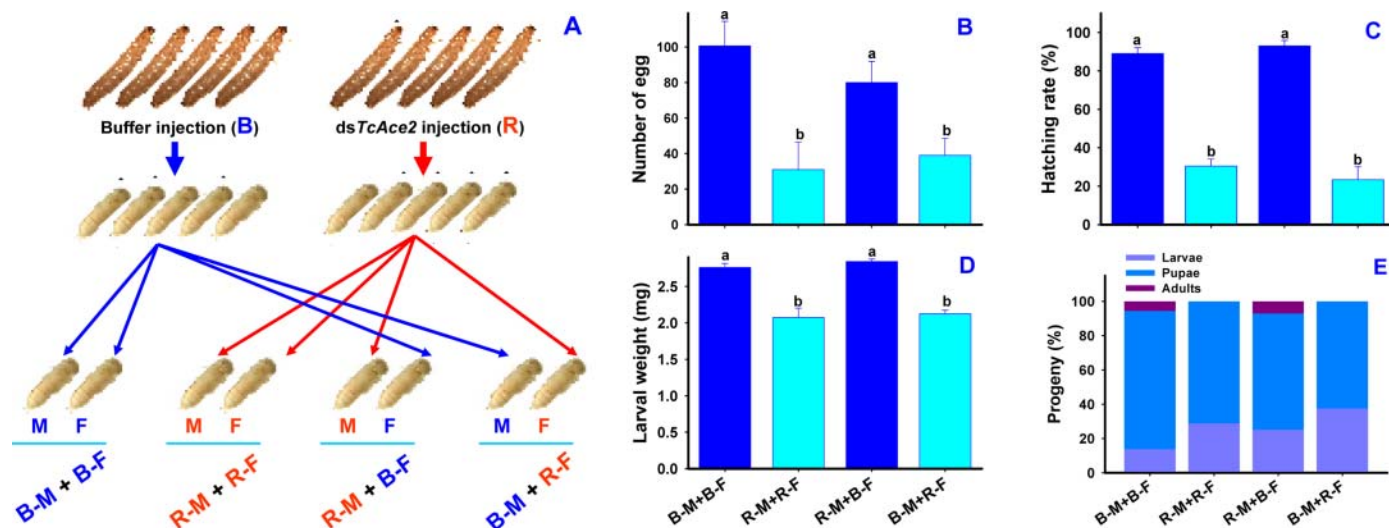 A
Buffer injection (B)
dsTcAce2 injection (R)
M F
M F
M F
M F
B-M + B-F
R-M + R-F
R-M + B-F
B-M + R-F
B
Number of egg
100
80
60
40
20
0
a
b
a
b
C
Hatching rate (%)
100
80
60
40
20
0
a
b
a
b
D
Larval weight (mg)
2.5
2.0
1.5
1.0
0.5
0.0
a
b
a
b
B-M+B-F
R-M+R-F
R-M+B-F
B-M+R-F
E
Larvae
Pupae
Adults
Progeny (%)
100
80
60
40
20
0
B-M+B-F
R-M+R-F
R-M+B-F
B-M+R-F